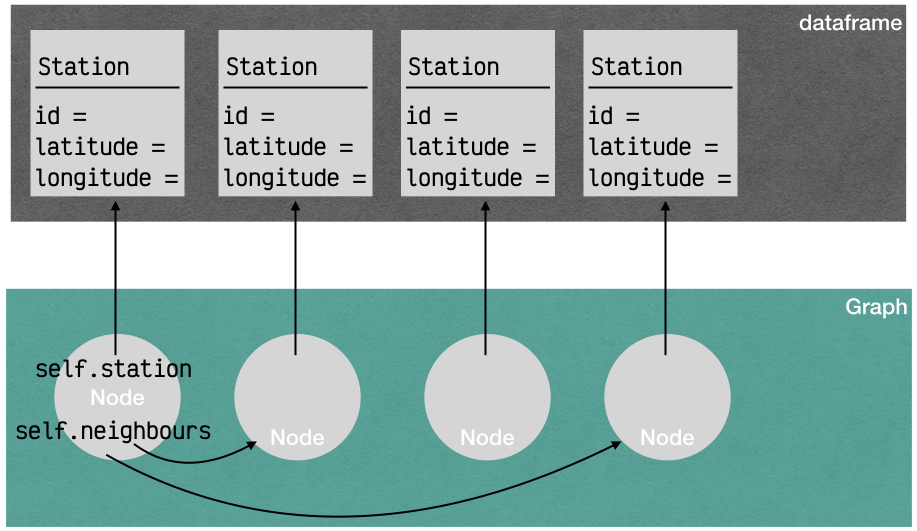 dataframe
Station
id =
latitude =
longitude =
Station
id =
latitude =
longitude =
Station
id =
latitude =
longitude =
Station
id =
latitude =
longitude =
Graph
self.station
Node
self.neighbours
Node
Node
Node